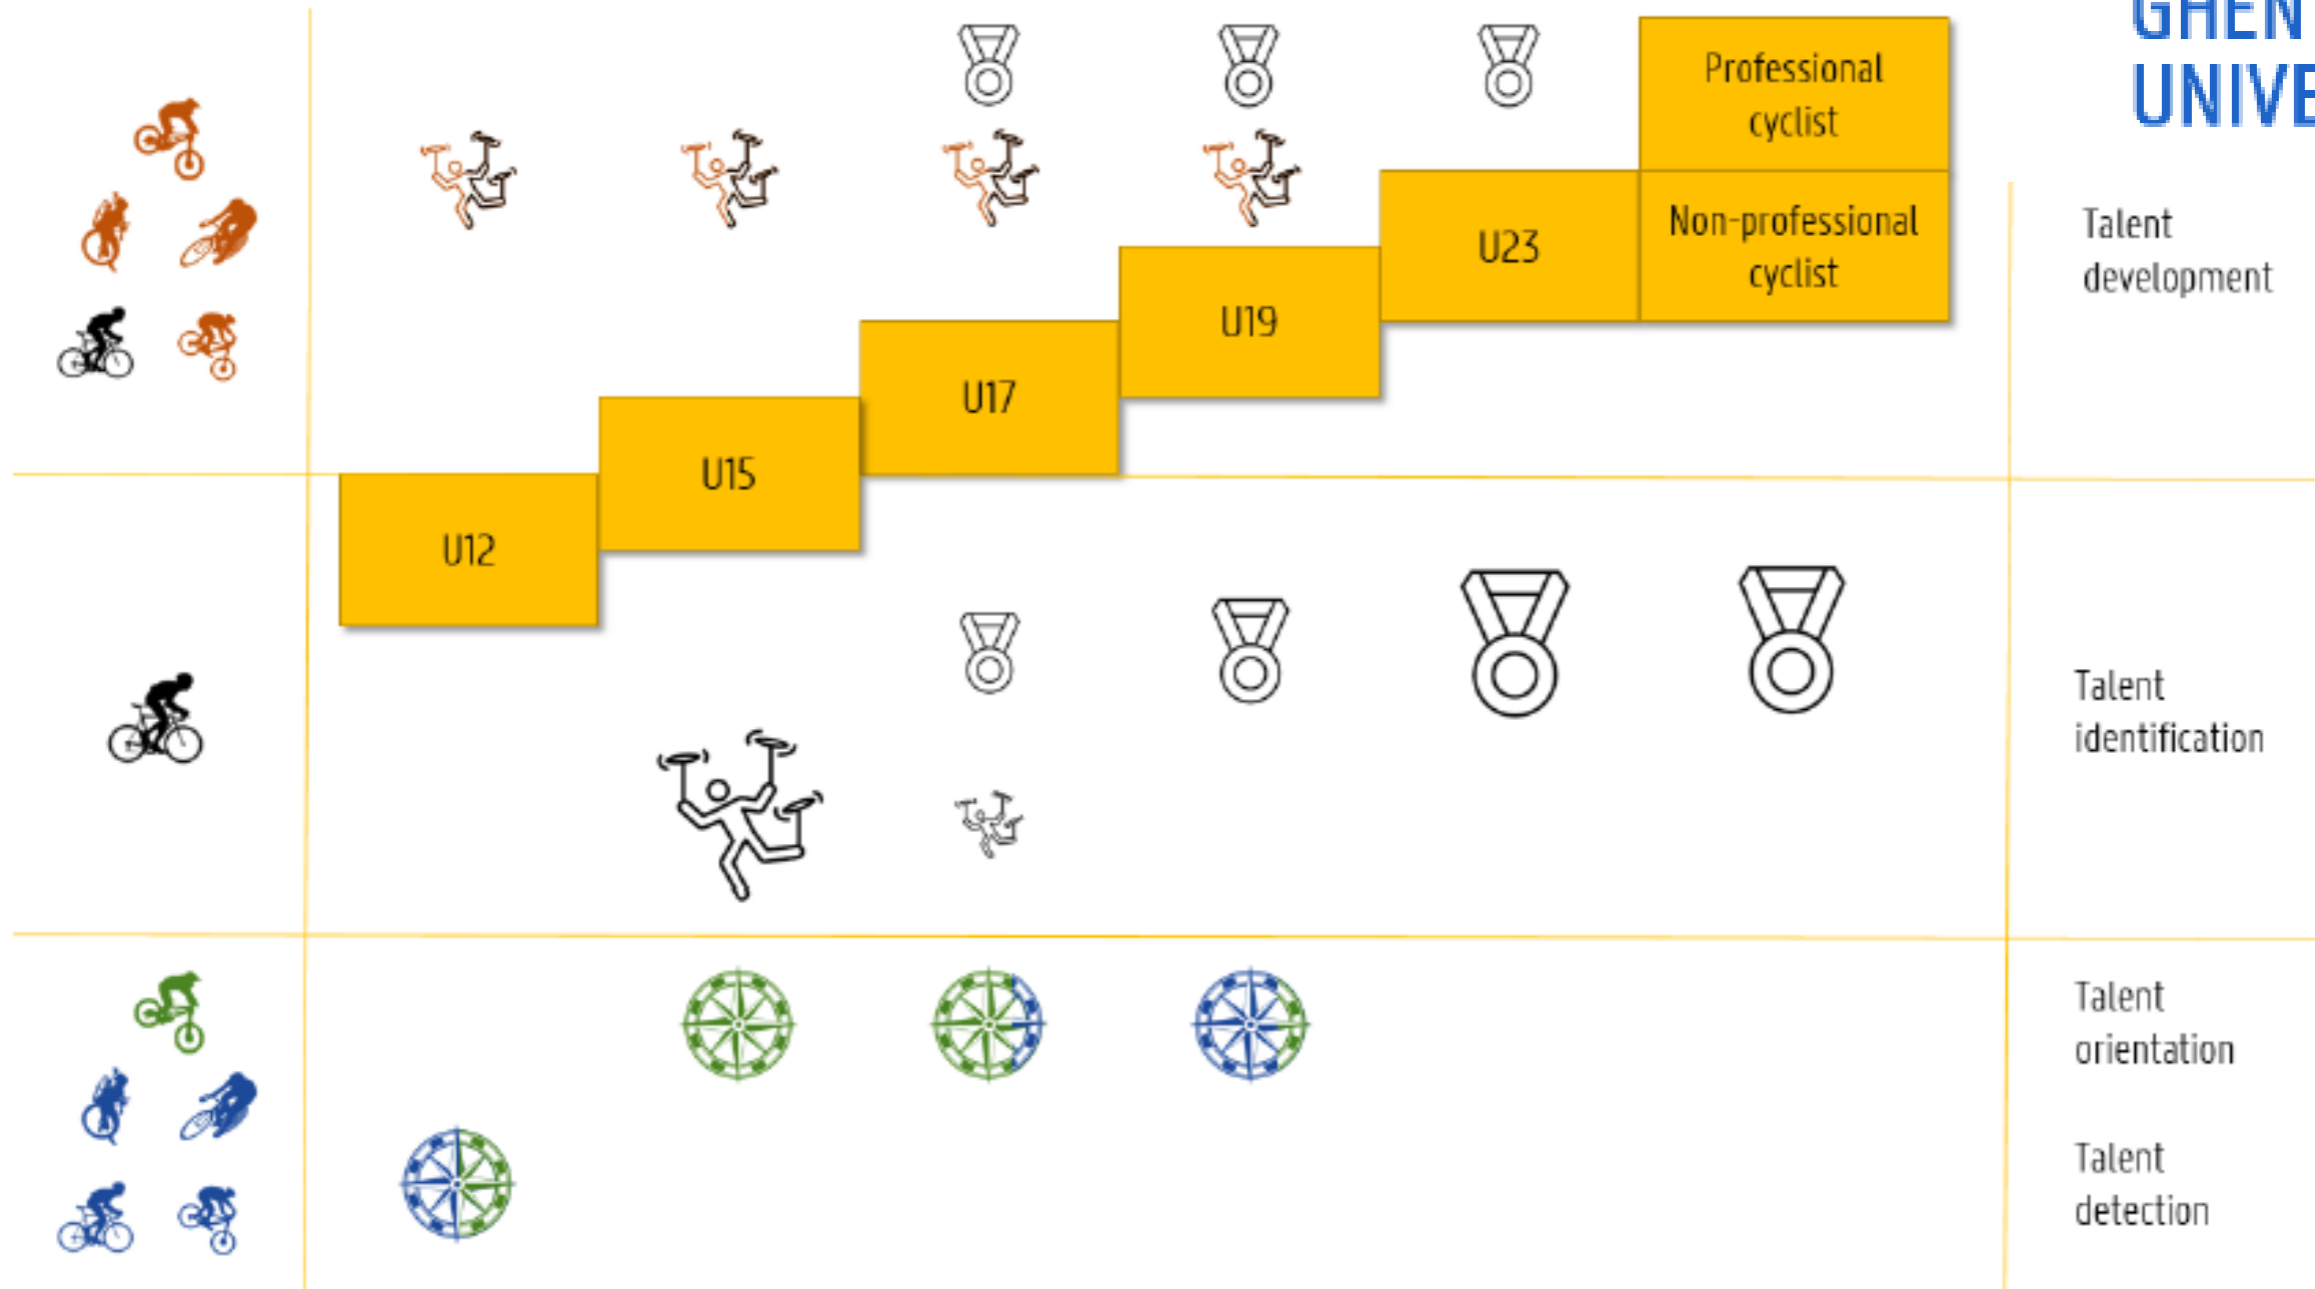 GHEN
UNIVE
Professional
cyclist
Non-professional
cyclist
U23
U19
U17
U15
U12
Talent
development
Talent
identification
Talent
orientation
Talent
detection